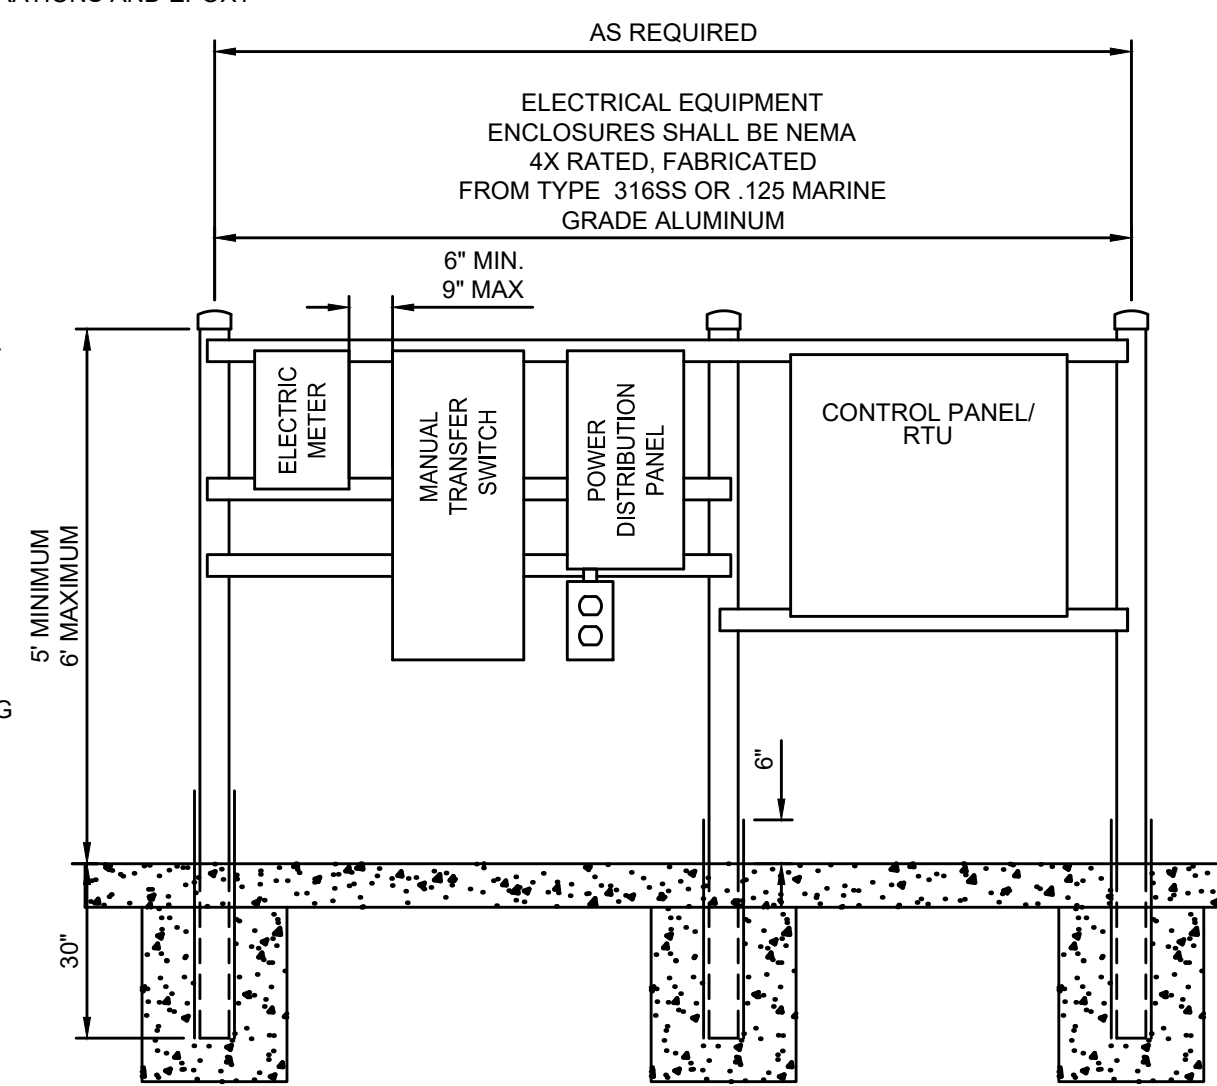 AS REQUIRED
ELECTRICAL EQUIPMENT
ENCLOSURES SHALL BE NEMA
4X RATED, FABRICATED
FROM TYPE 316SS OR .125 MARINE
GRADE ALUMINUM
6" MIN.
9" MAX
ELECTRIC
METER
MANUAL
TRANSFER
SWITCH
POWER
DISTRIBUTION
PANEL
CONTROL PANEL/
RTU
5' MINIMUM
6' MAXIMUM
G
6"
30"